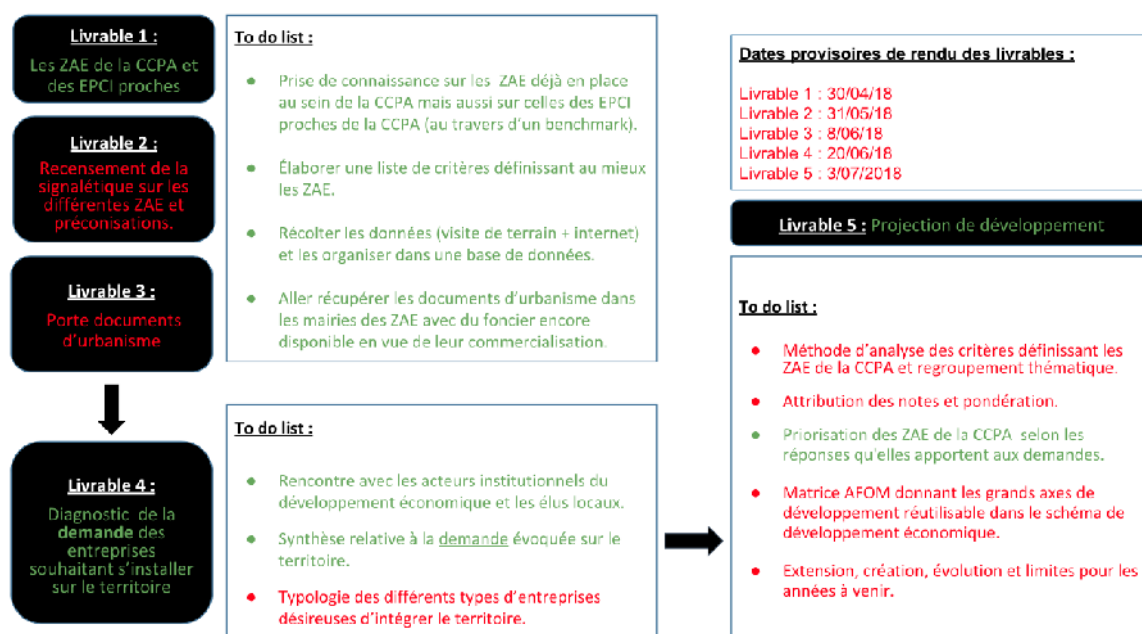 Livrable 1 :
Les ZAE de la CCPA et
des EPCI proches
Livrable 2 :
Recensement de la
signalétique sur les
différentes ZAE et
préconisations.
Livrable 3 :
Porte documents
d'urbanisme
Livrable 4 :
Diagnostic de la
demande des
entreprises
souhaitant s'installer
sur le territoire
To do list :
● Prise de connaissance sur les ZAE déjà en place
au sein de la CCPA mais aussi sur celles des EPCI
proches de la CCPA (au travers d'un benchmark).
● Élaborer une liste de critères définissant au mieux
les ZAE.
● Récolter les données (visite de terrain + internet)
et les organiser dans une base de données.
● Aller récupérer les documents d'urbanisme dans
les mairies des ZAE avec du foncier encore
disponible en vue de leur commercialisation.
To do list :
● Rencontre avec les acteurs institutionnels du
développement économique et les élus locaux.
● Synthèse relative à la demande évoquée sur le
territoire.
● Typologie des différents types d'entreprises
désireuses d'intégrer le territoire.
Dates provisoires de rendu des livrables :
Livrable 1 : 30/04/18
Livrable 2 : 31/05/18
Livrable 3 : 8/06/18
Livrable 4 : 20/06/18
Livrable 5 : 3/07/2018
Livrable 5 : Projection de développement
To do list :
● Méthode d'analyse des critères définissant les
ZAE de la CCPA et regroupement thématique.
● Attribution des notes et pondération.
● Priorisation des ZAE de la CCPA selon les
réponses qu'elles apportent aux demandes.
● Matrice AFOM donnant les grands axes de
développement réutilisable dans le schéma de
développement économique.
● Extension, création, évolution et limites pour les
années à venir.